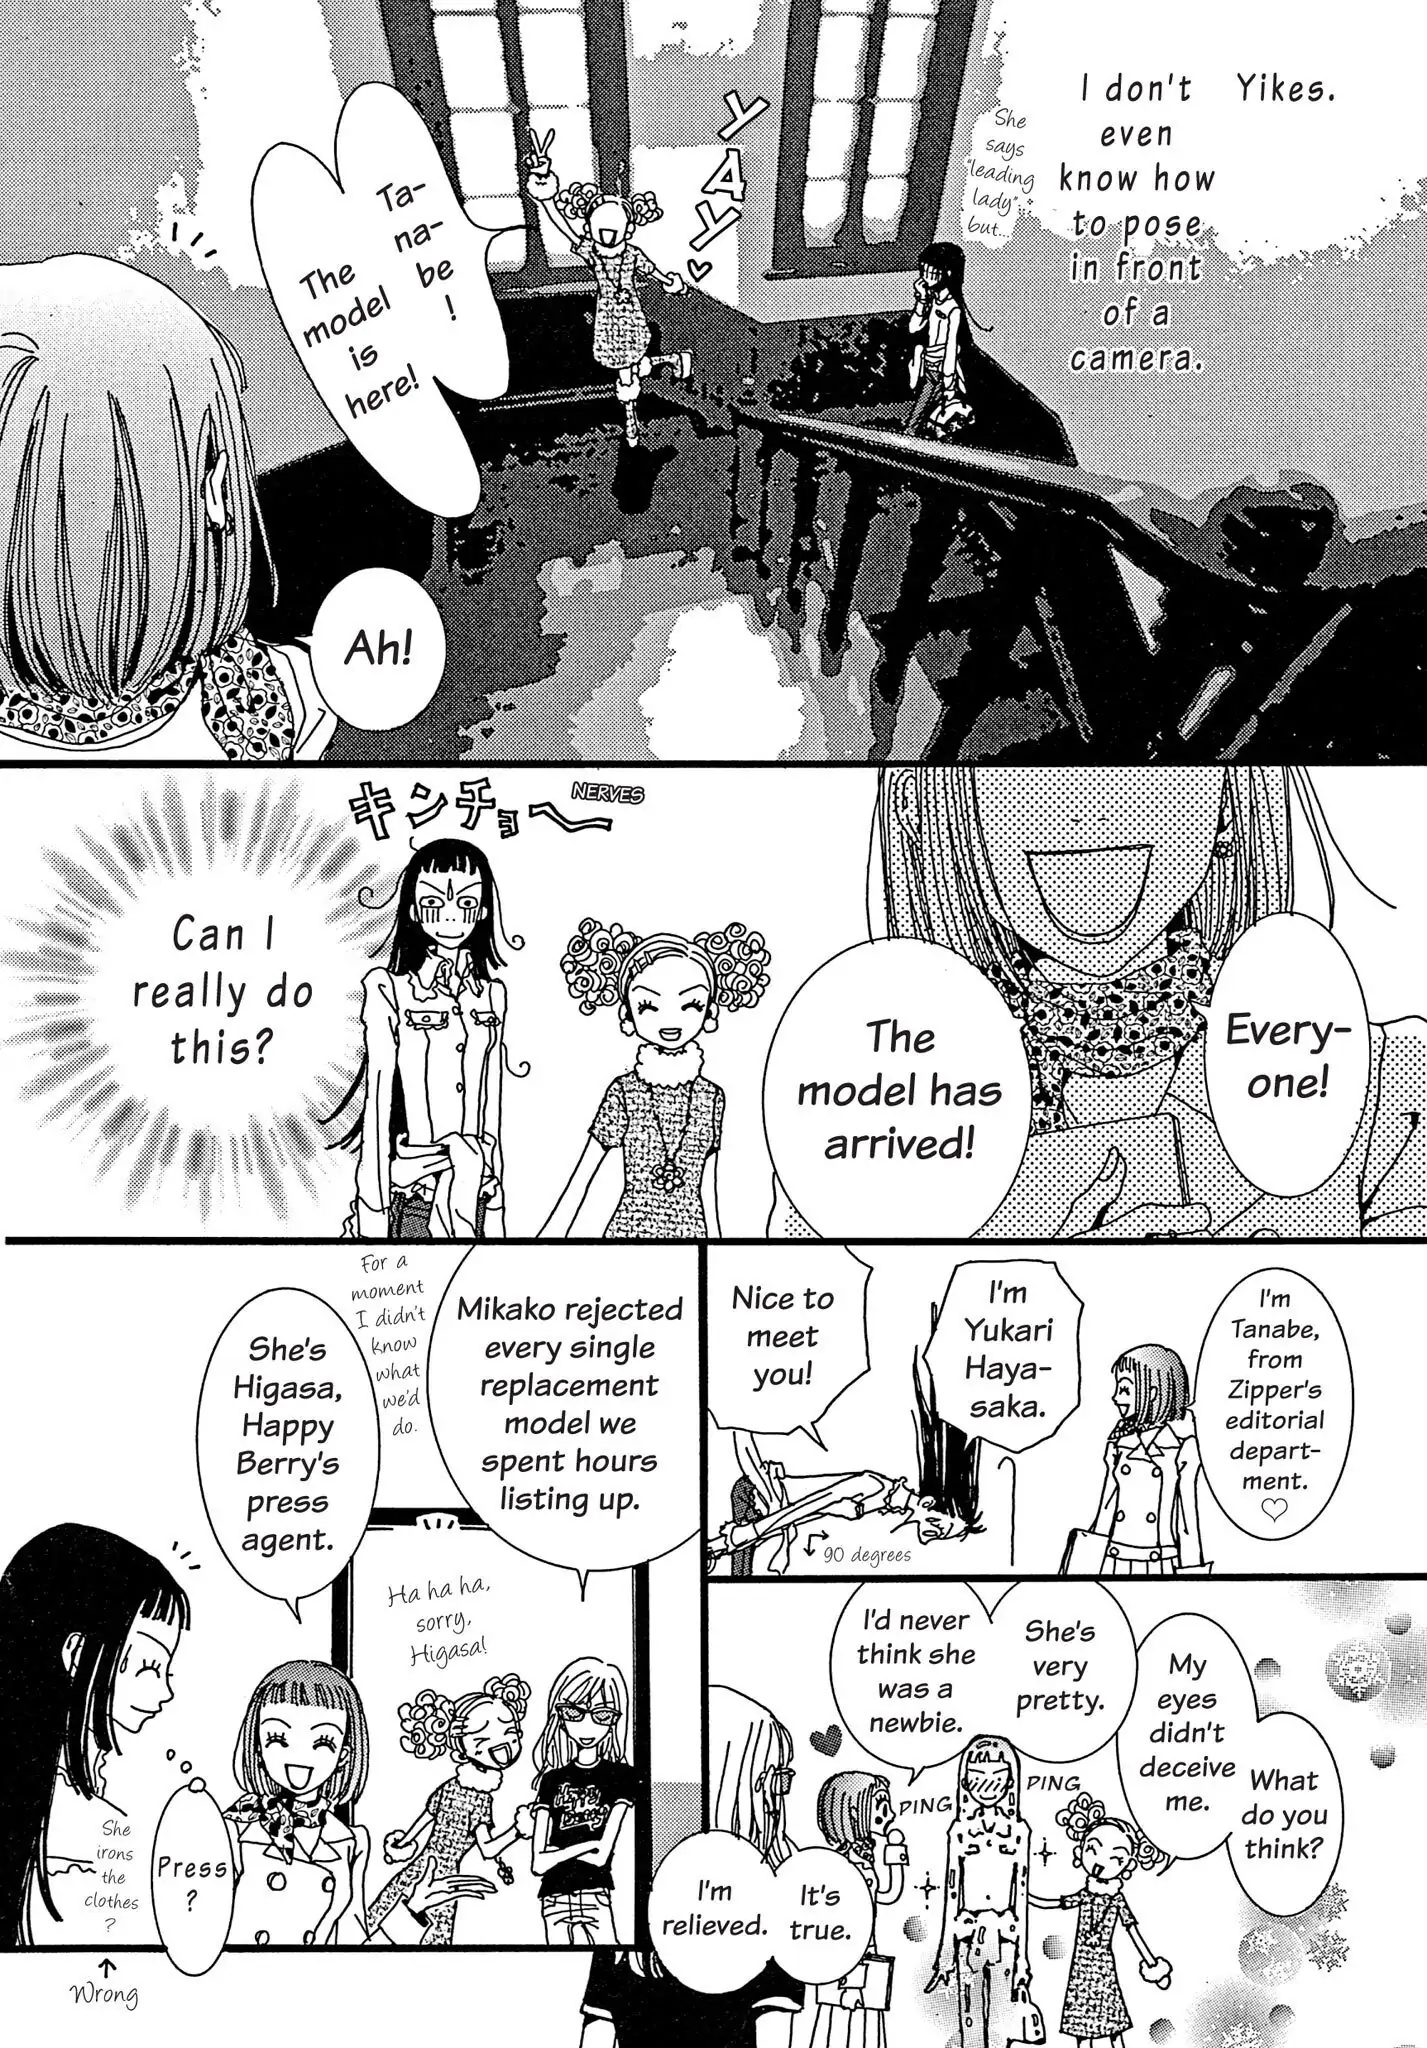 Yikes.
I don't
even
know how
to pose
in front
of a
camera.
She
says
"leading
lady"
but...
YAY
Ta-
na-
be
!
The
model
is
here!
Ah!
Every-
one!
The
model has
arrived!
キンチョー
NERVES
Can I
really do
this?
I'm
Tanabe,
from
Zipper's
editorial
depart-
ment.
♡
I'm
Yukari
Haya-
saka.
Nice to
meet
you!
90 degrees
What
do you
think?
My
eyes
didn't
deceive
me.
She's
very
pretty.
I'd never
think she
was a
newbie.
PING
PING
It's
true.
I'm
relieved.
Mikako rejected
every single
replacement
model we
spent hours
listing up.
For a
moment
I didn't
know
what
we'd
do.
She's
Higasa,
Happy
Berry's
press
agent.
Ha ha ha,
sorry,
Higasa!
Happy
Berry
Press
?
She
irons
the
clothes
?
Wrong